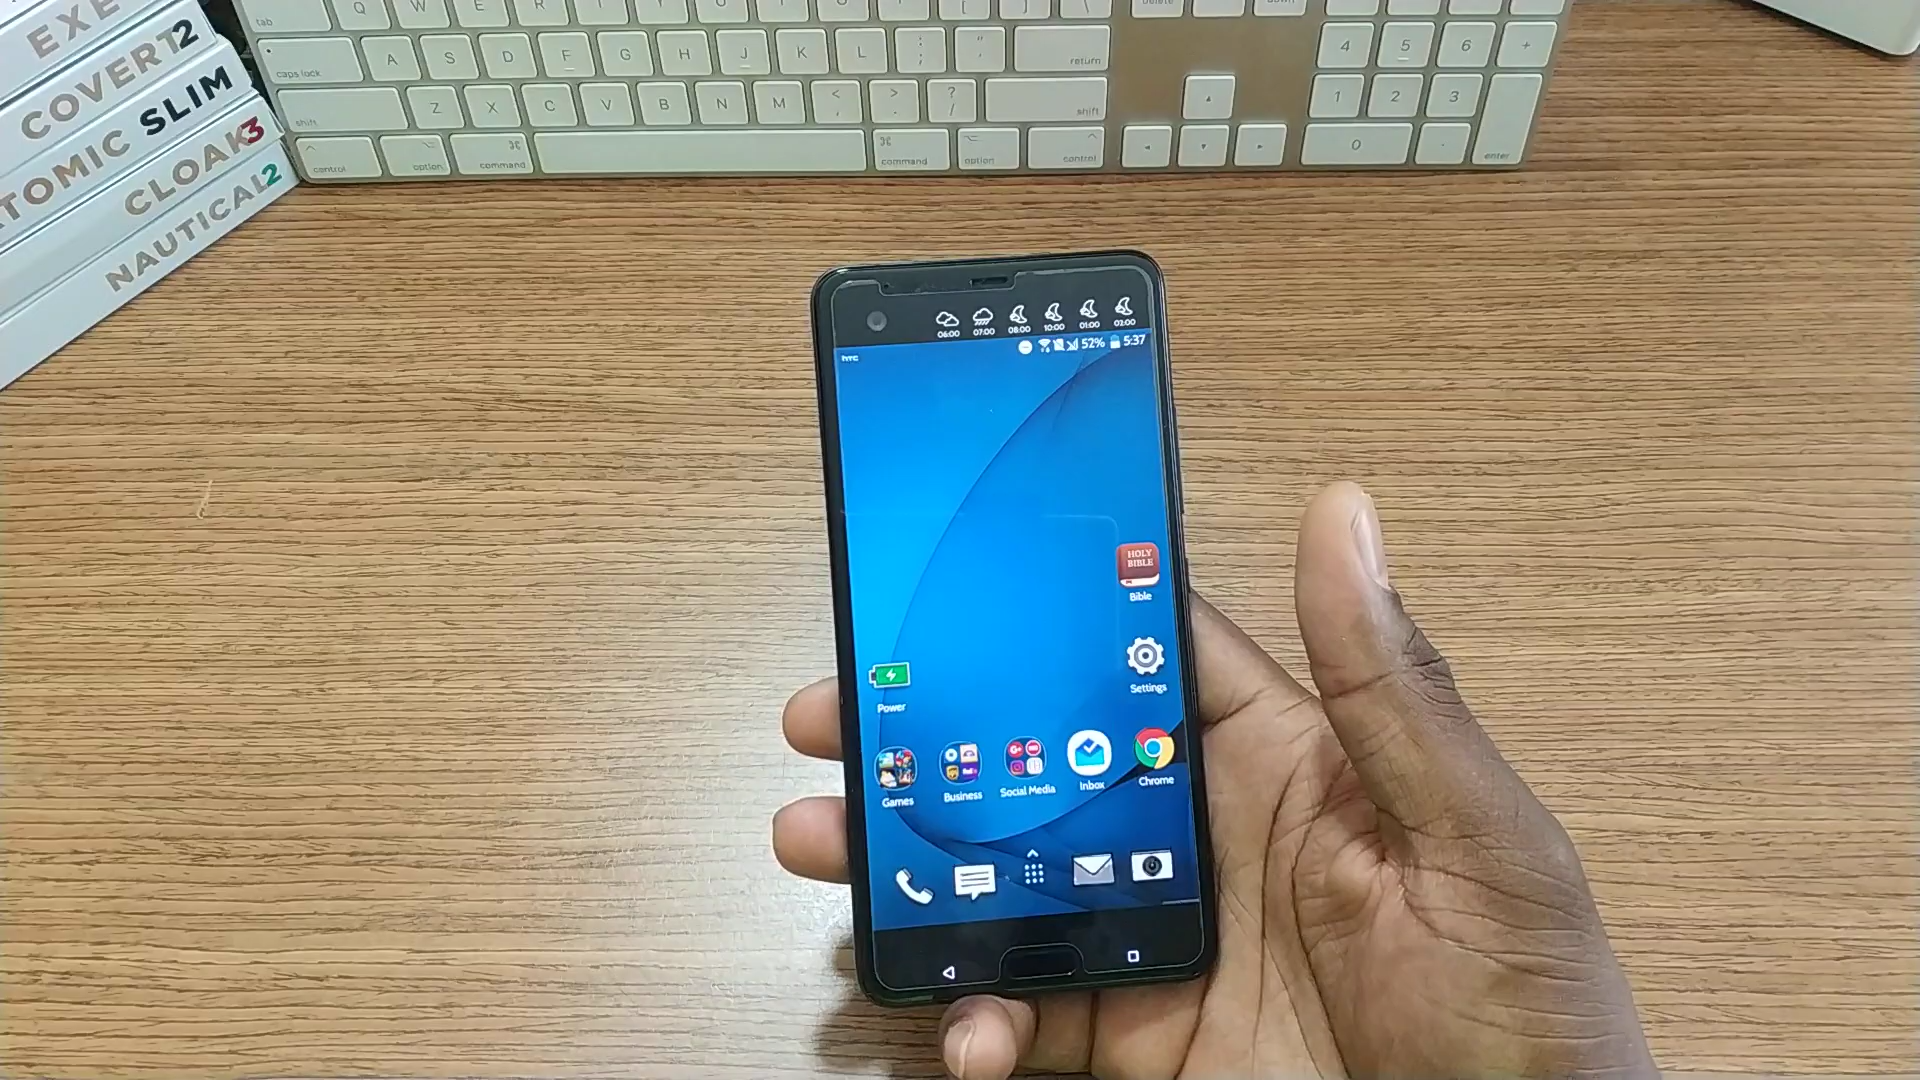 EXE
COVERT2
TOMIC SLIM
CLOAK3
NAUTICAL2
tab Q W E R
delete
caps lock A S D F G H J K L : ; " ' return
4 5 6 +
shift Z X C V B N M < , > . ? / shift
1 2 3
control option command command option control
0 . enter
06:00 07:00 08:00 10:00 01:00 02:00
htc 52% 5:37
HOLY
BIBLE
Bible
Settings
Power
Games Business Social Media Inbox Chrome